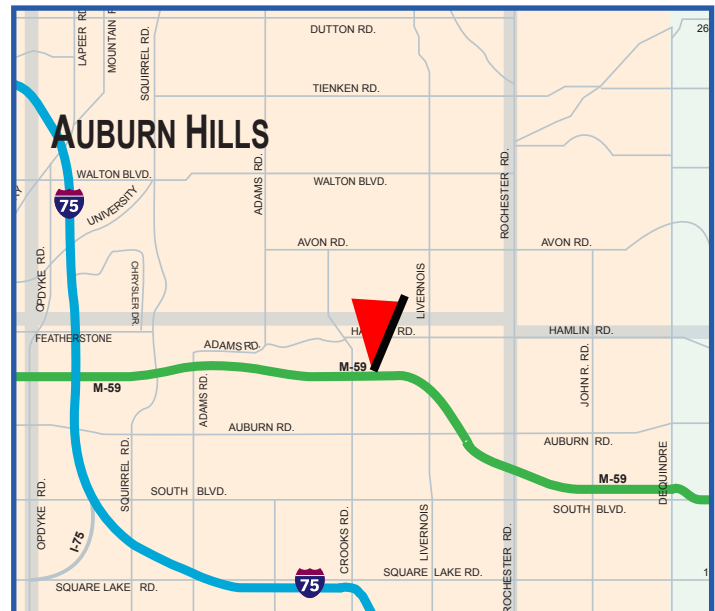 LAPEER RD
MOUNTAIN
SQUIRREL RD.
DUTTON RD.
26
TIENKEN RD.
AUBURN HILLS
WALTON BLVD.
WALTON BLVD.
ADAMS RD.
ROCHESTER RD.
75
UNIVERSITY
OPDYKE RD.
CHRYSLER DR.
AVON RD.
AVON RD.
LIVERNOIS
FEATHERSTONE
ADAMS RD.
RD.
HAMLIN RD.
M-59
M-59
ADAMS RD.
JOHN R. RD.
AUBURN RD.
AUBURN RD.
SQUIRREL RD.
DEQUINDRE
M-59
OPDYKE RD.
SOUTH BLVD.
SOUTH BLVD.
I-75
CROOKS RD.
LIVERNOIS
ROCHESTER RD.
SQUARE LAKE RD.
SQUARE LAKE RD.
75
1